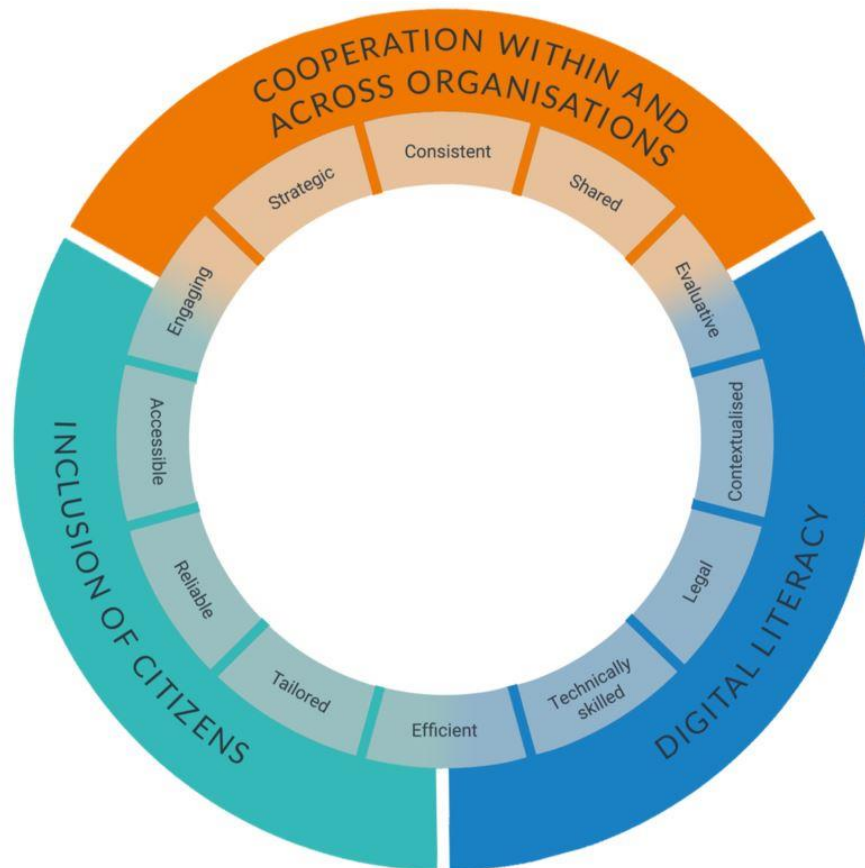 COOPERATION WITHIN AND
ACROSS ORGANISATIONS
Consistent
Shared
Evaluative
Contextualised
Legal
Technically
skilled
Efficient
Tailored
Reliable
Accessible
Engaging
Strategic
DIGITAL LITERACY
INCLUSION OF CITIZENS